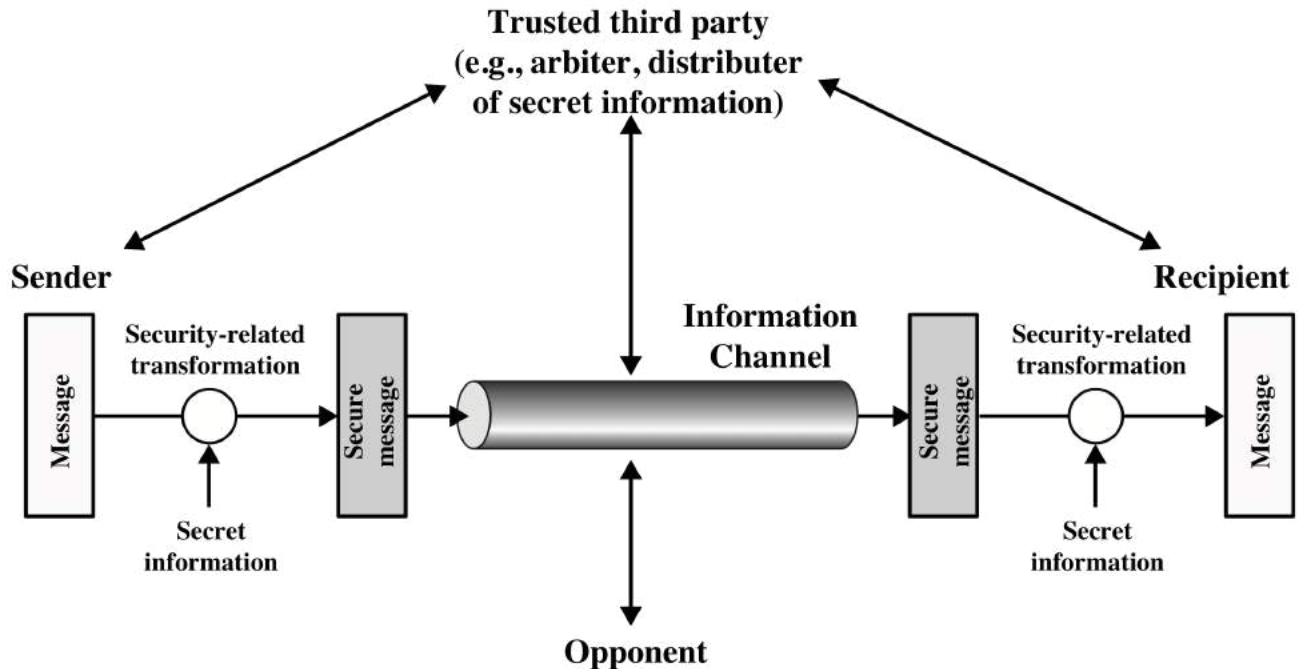 Trusted third party
(e.g., arbiter, distributer
of secret information)
Sender
Recipient
Information
Channel
Security-related
transformation
Security-related
transformation
Message
Secure
message
Secure
message
Message
Secret
information
Secret
information
Opponent